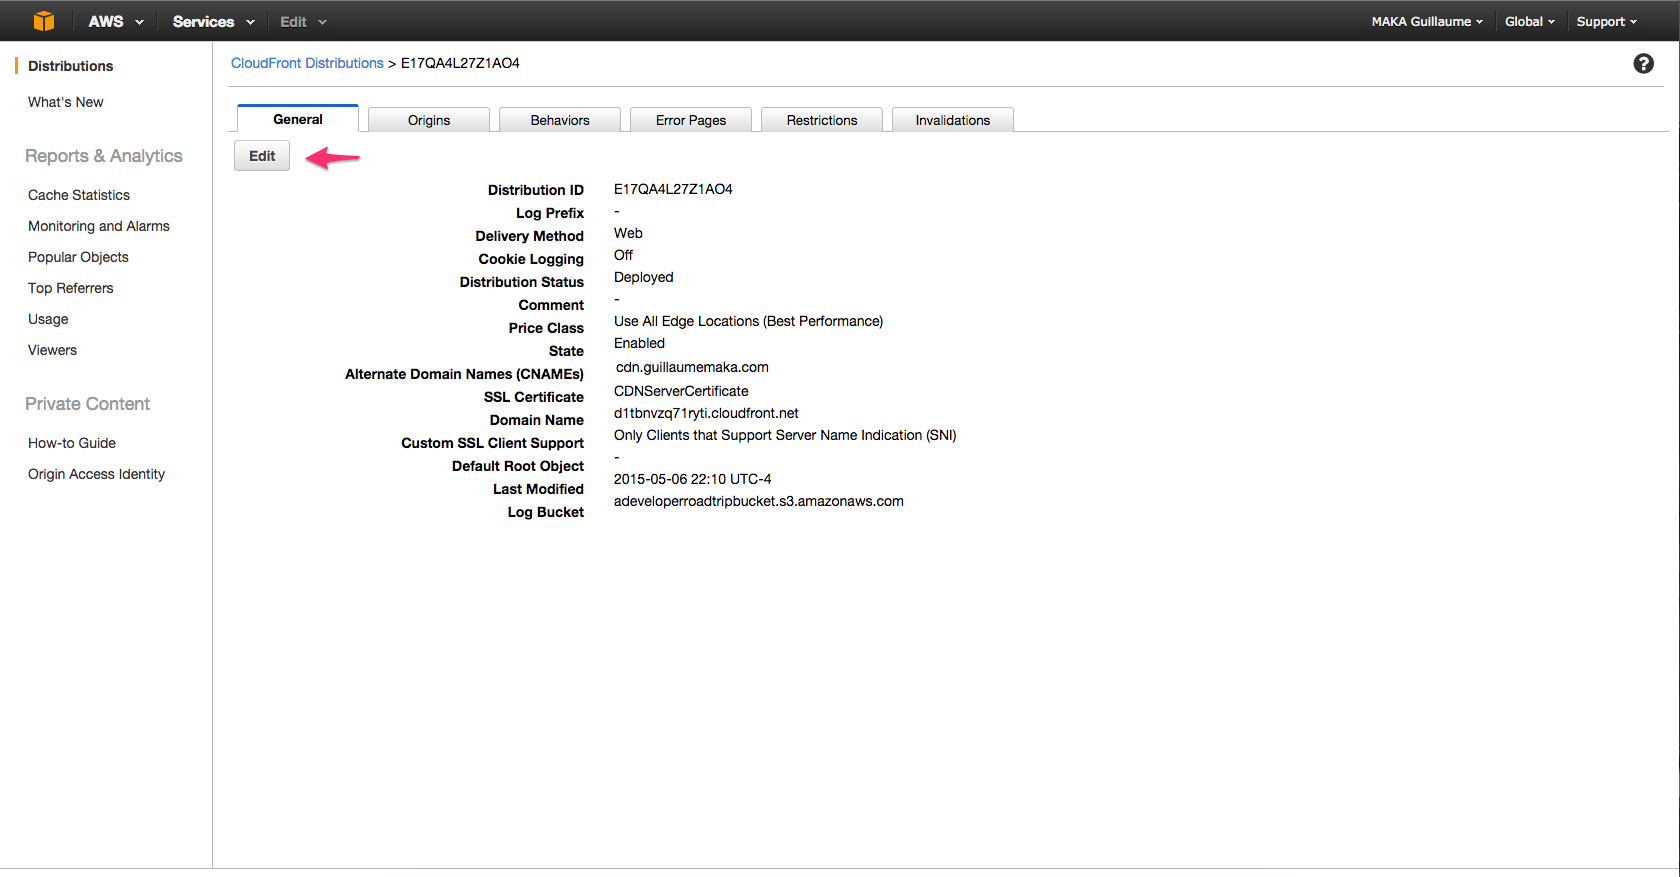 AWS Services Edit MAKA Guillaume Global Support
Distributions
What's New
Reports & Analytics
Cache Statistics
Monitoring and Alarms
Popular Objects
Top Referrers
Usage
Viewers
Private Content
How-to Guide
Origin Access Identity
CloudFront Distributions > E17QA4L27Z1AO4 ?
General Origins Behaviors Error Pages Restrictions Invalidations
Edit
Distribution ID E17QA4L27Z1AO4
Log Prefix -
Delivery Method Web
Cookie Logging Off
Distribution Status Deployed
Comment -
Price Class Use All Edge Locations (Best Performance)
State Enabled
Alternate Domain Names (CNAMEs) cdn.guillaumemaka.com
SSL Certificate CDNServerCertificate
Domain Name d1tbnvzq71ryti.cloudfront.net
Custom SSL Client Support Only Clients that Support Server Name Indication (SNI)
Default Root Object -
Last Modified 2015-05-06 22:10 UTC-4
Log Bucket adeveloperroadtripbucket.s3.amazonaws.com